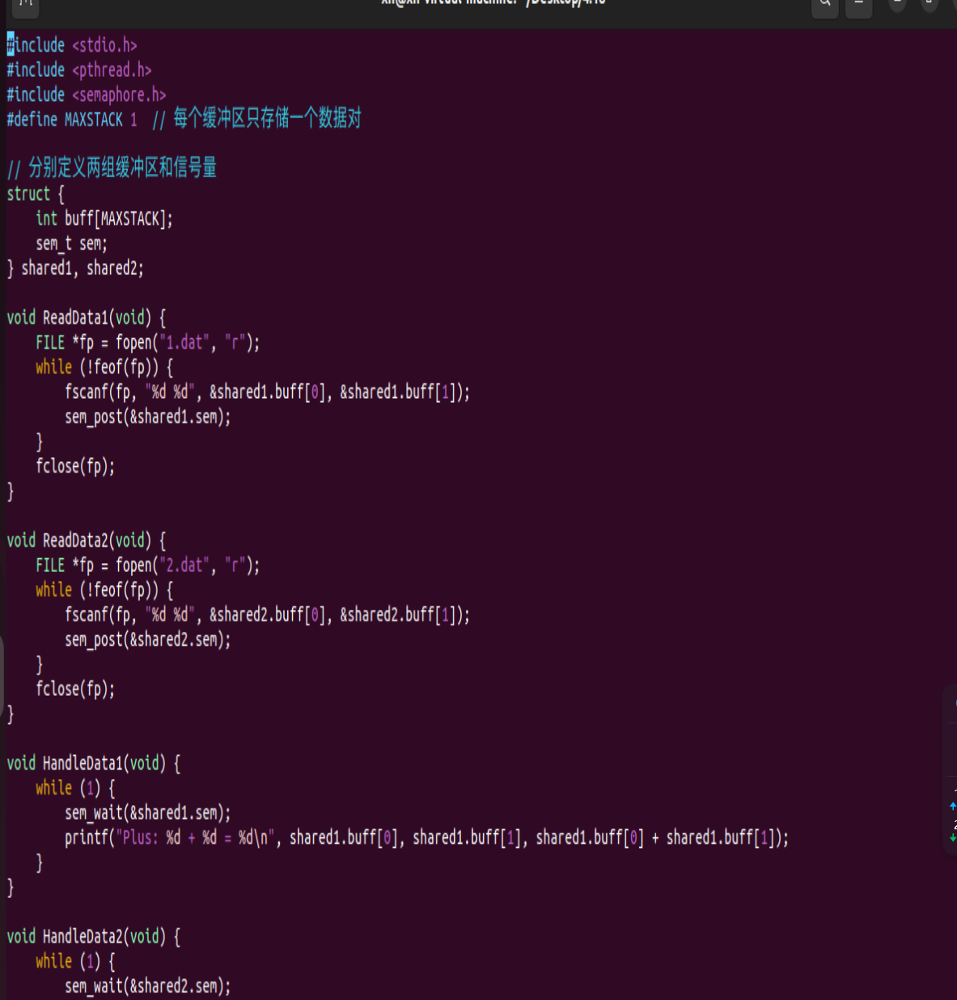 #include <stdio.h>
#include <pthread.h>
#include <semaphore.h>
#define MAXSTACK 1  // 每个缓冲区只存储一个数据对

// 分别定义两组缓冲区和信号量
struct {
    int buff[MAXSTACK];
    sem_t sem;
} shared1, shared2;

void ReadData1(void) {
    FILE *fp = fopen("1.dat", "r");
    while (!feof(fp)) {
        fscanf(fp, "%d %d", &shared1.buff[0], &shared1.buff[1]);
        sem_post(&shared1.sem);
    }
    fclose(fp);
}

void ReadData2(void) {
    FILE *fp = fopen("2.dat", "r");
    while (!feof(fp)) {
        fscanf(fp, "%d %d", &shared2.buff[0], &shared2.buff[1]);
        sem_post(&shared2.sem);
    }
    fclose(fp);
}

void HandleData1(void) {
    while (1) {
        sem_wait(&shared1.sem);
        printf("Plus: %d + %d = %d\n", shared1.buff[0], shared1.buff[1], shared1.buff[0] + shared1.buff[1]);
    }
}

void HandleData2(void) {
    while (1) {
        sem_wait(&shared2.sem);